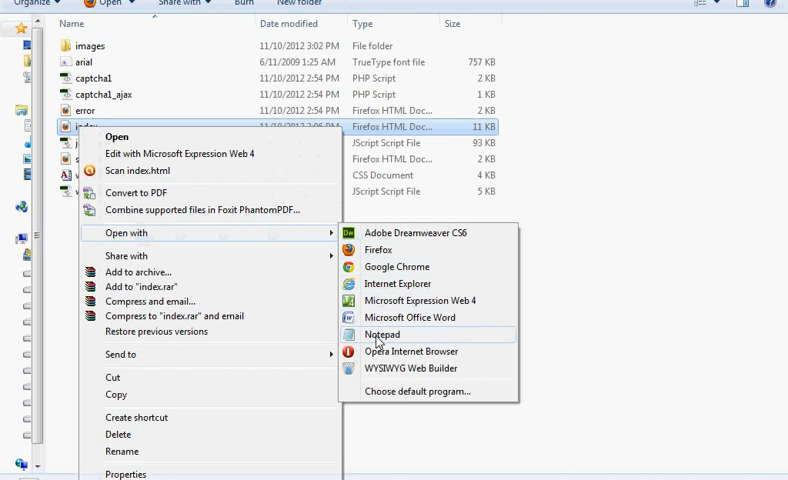 Organize Open Share with Burn New folder
Name Date modified Type Size
images 11/10/2012 3:02 PM File folder
arial 6/11/2009 1:25 AM TrueType font file 757 KB
captcha1 11/10/2012 2:54 PM PHP Script 2 KB
captcha1_ajax 11/10/2012 2:54 PM PHP Script 1 KB
error 11/10/2012 2:54 PM Firefox HTML Doc... 2 KB
index 11/10/2012 3:06 PM Firefox HTML Doc... 11 KB
JScript Script File 93 KB
Firefox HTML Doc... 2 KB
CSS Document 4 KB
JScript Script File 5 KB
Open
Edit with Microsoft Expression Web 4
Scan index.html
Convert to PDF
Combine supported files in Foxit PhantomPDF...
Open with
Share with
Add to archive...
Add to "index.rar"
Compress and email...
Compress to "index.rar" and email
Restore previous versions
Send to
Cut
Copy
Create shortcut
Delete
Rename
Properties
Adobe Dreamweaver CS6
Firefox
Google Chrome
Internet Explorer
Microsoft Expression Web 4
Microsoft Office Word
Notepad
Opera Internet Browser
WYSIWYG Web Builder
Choose default program...